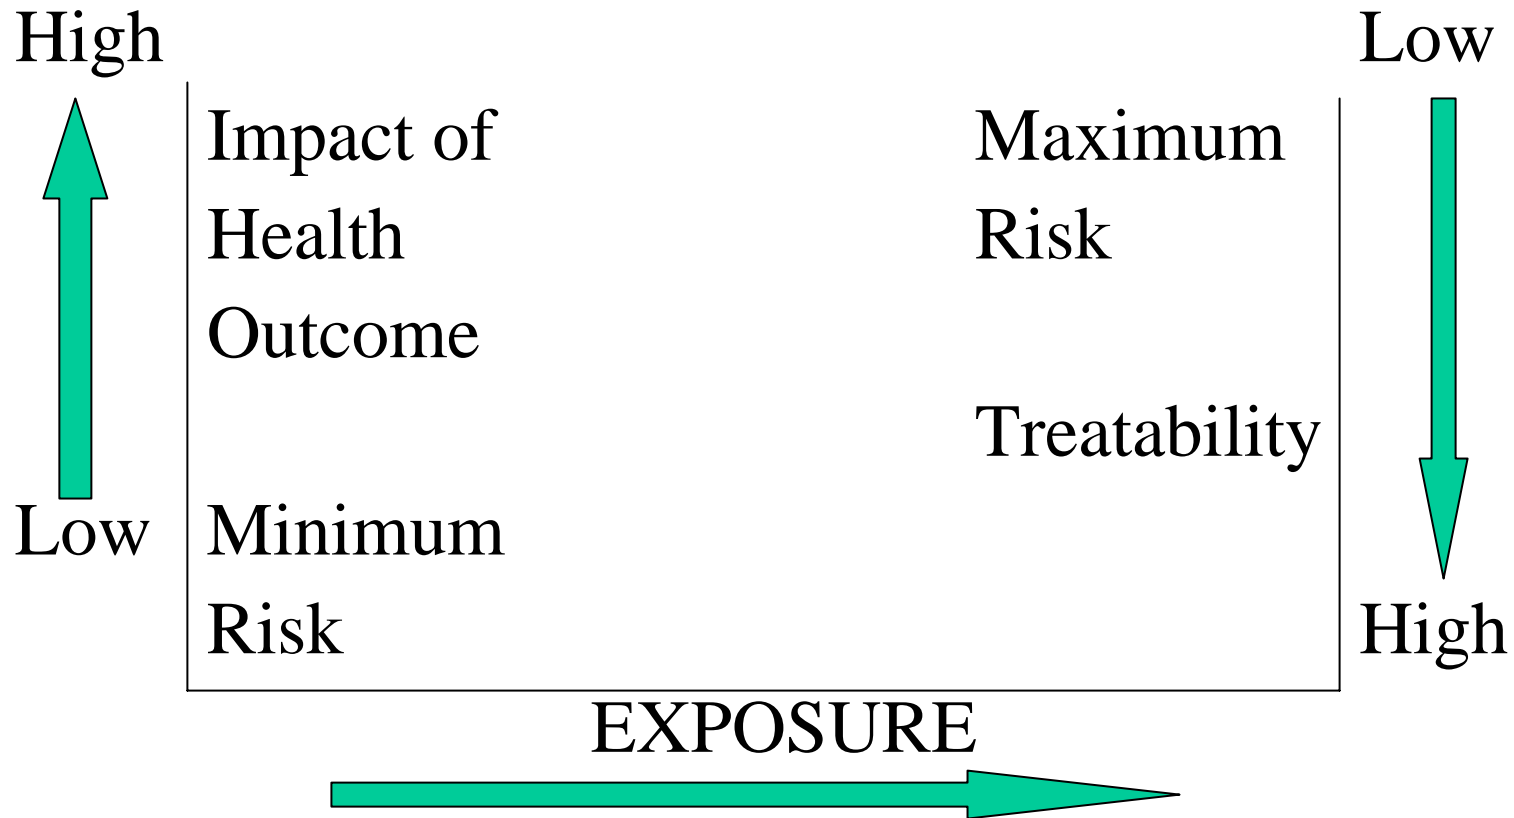 High
Low
Impact of
Maximum
Health
Risk
Outcome
Treatability
Low
Minimum
Risk
High
EXPOSURE